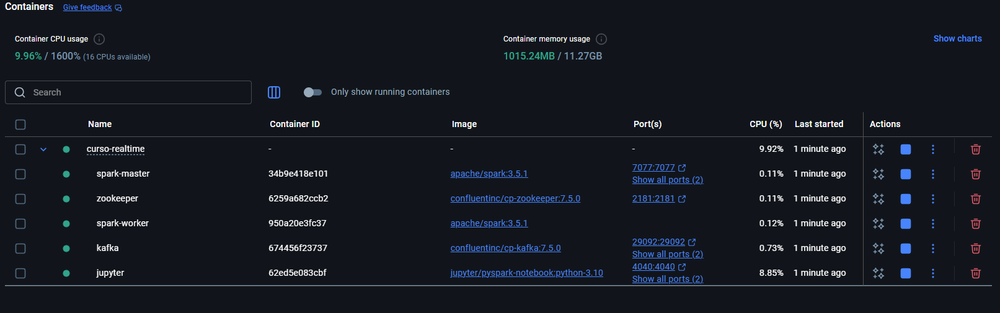 Containers Give feedback
Container CPU usage
9.96% / 1600% (16 CPUs available)
Container memory usage
1015.24MB / 11.27GB
Show charts
Search
Only show running containers
Name Container ID Image Port(s) CPU (%) Last started Actions
curso-realtime - - - 9.92% 1 minute ago
spark-master 34b9e418e101 apache/spark:3.5.1 7077:7077 0.11% 1 minute ago
Show all ports (2)
zookeeper 6259a682ccb2 confluentinc/cp-zookeeper:7.5.0 2181:2181 0.11% 1 minute ago
spark-worker 950a20e3fc37 apache/spark:3.5.1 0.12% 1 minute ago
kafka 674456f23737 confluentinc/cp-kafka:7.5.0 29092:29092 0.73% 1 minute ago
Show all ports (2)
jupyter 62ed5e083cbf jupyter/pyspark-notebook:python-3.10 4040:4040 8.85% 1 minute ago
Show all ports (2)